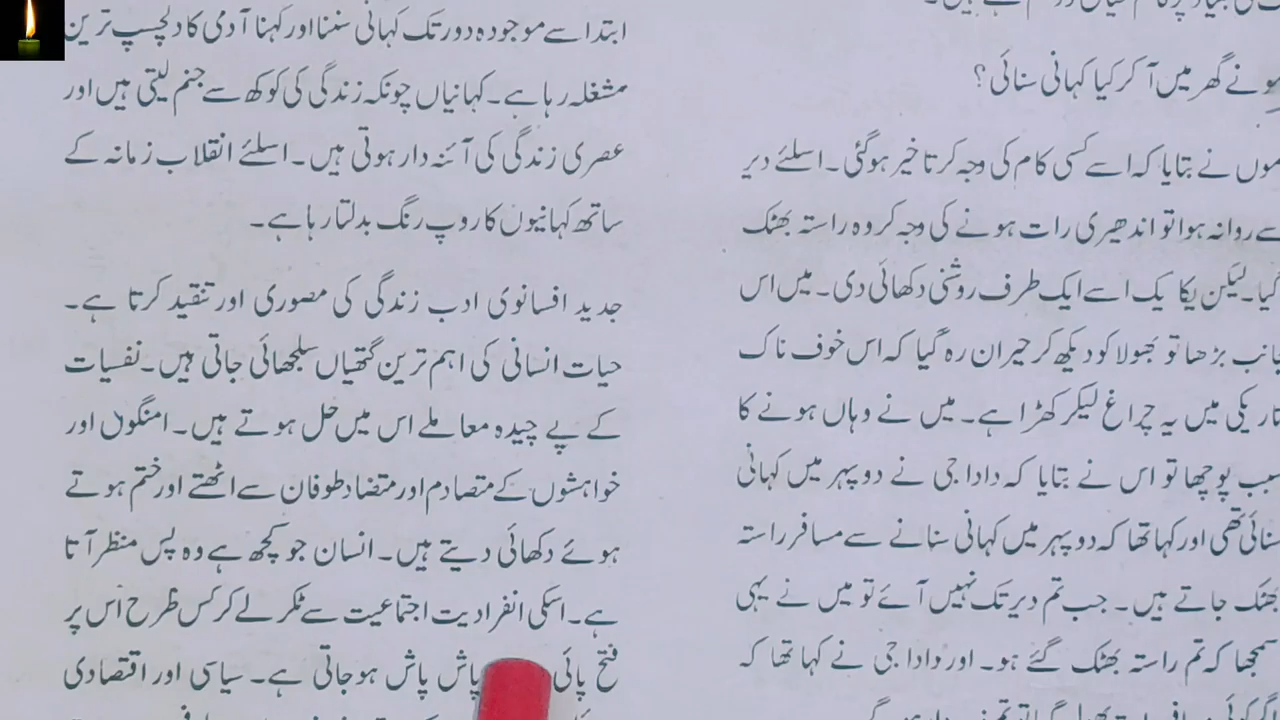 نے گھر میں آ کر کیا کہانی سنائی؟
نے بتایا کہ اسے کسی کام کی وجہ کر تاخیر ہوگئی۔ اسلئے دیر
سے روانہ ہوا تو اندھیری رات ہونے کی وجہ کر وہ راستہ بھٹک
گیا۔ لیکن یکا یک اسے ایک طرف روشنی دکھائی دی۔ میں اس
جانب بڑھا تو بھولا کو دیکھ کر حیران رہ گیا کہ اس خوف ناک
تاریکی میں یہ چراغ لیکر کھڑا ہے۔ میں نے وہاں ہونے کا
سبب پوچھا تو اس نے بتایا کہ دادا جی نے دوپہر میں کہانی
سنائی تھی اور کہا تھا کہ دوپہر میں کہانی سنانے سے مسافر راستہ
بھٹک جاتے ہیں۔ جب تم دیر تک نہیں آئے تو میں نے یہی
سمجھا کہ تم راستہ بھٹک گئے ہو۔ اور دادا جی نے کہا تھا کہ
ابتدا سے موجودہ دور تک کہانی سننا اور کہنا آدمی کا دلچسپ ترین
مشغلہ رہا ہے۔ کہانیاں چونکہ زندگی کی کوکھ سے جنم لیتی ہیں اور
عصری زندگی کی آئنہ دار ہوتی ہیں۔ اسلئے انقلاب زمانہ کے
ساتھ کہانیوں کا روپ رنگ بدلتا رہا ہے۔
جدید افسانوی ادب زندگی کی مصوری اور تنقید کرتا ہے۔
حیات انسانی کی اہم ترین گتھیاں سلجھائی جاتی ہیں۔ نفسیات
کے پے چیدہ معاملے اس میں حل ہوتے ہیں۔ امنگوں اور
خواہشوں کے متصادم اور متضاد طوفان سے اٹھتے اور ختم ہوتے
ہوئے دکھائی دیتے ہیں۔ انسان جو کچھ ہے وہ پس منظر آتا
ہے۔ اسکی انفرادیت اجتماعیت سے ٹکر لے کر کس طرح اس پر
فتح پائی پاش پاش ہو جاتی ہے۔ سیاسی اور اقتصادی